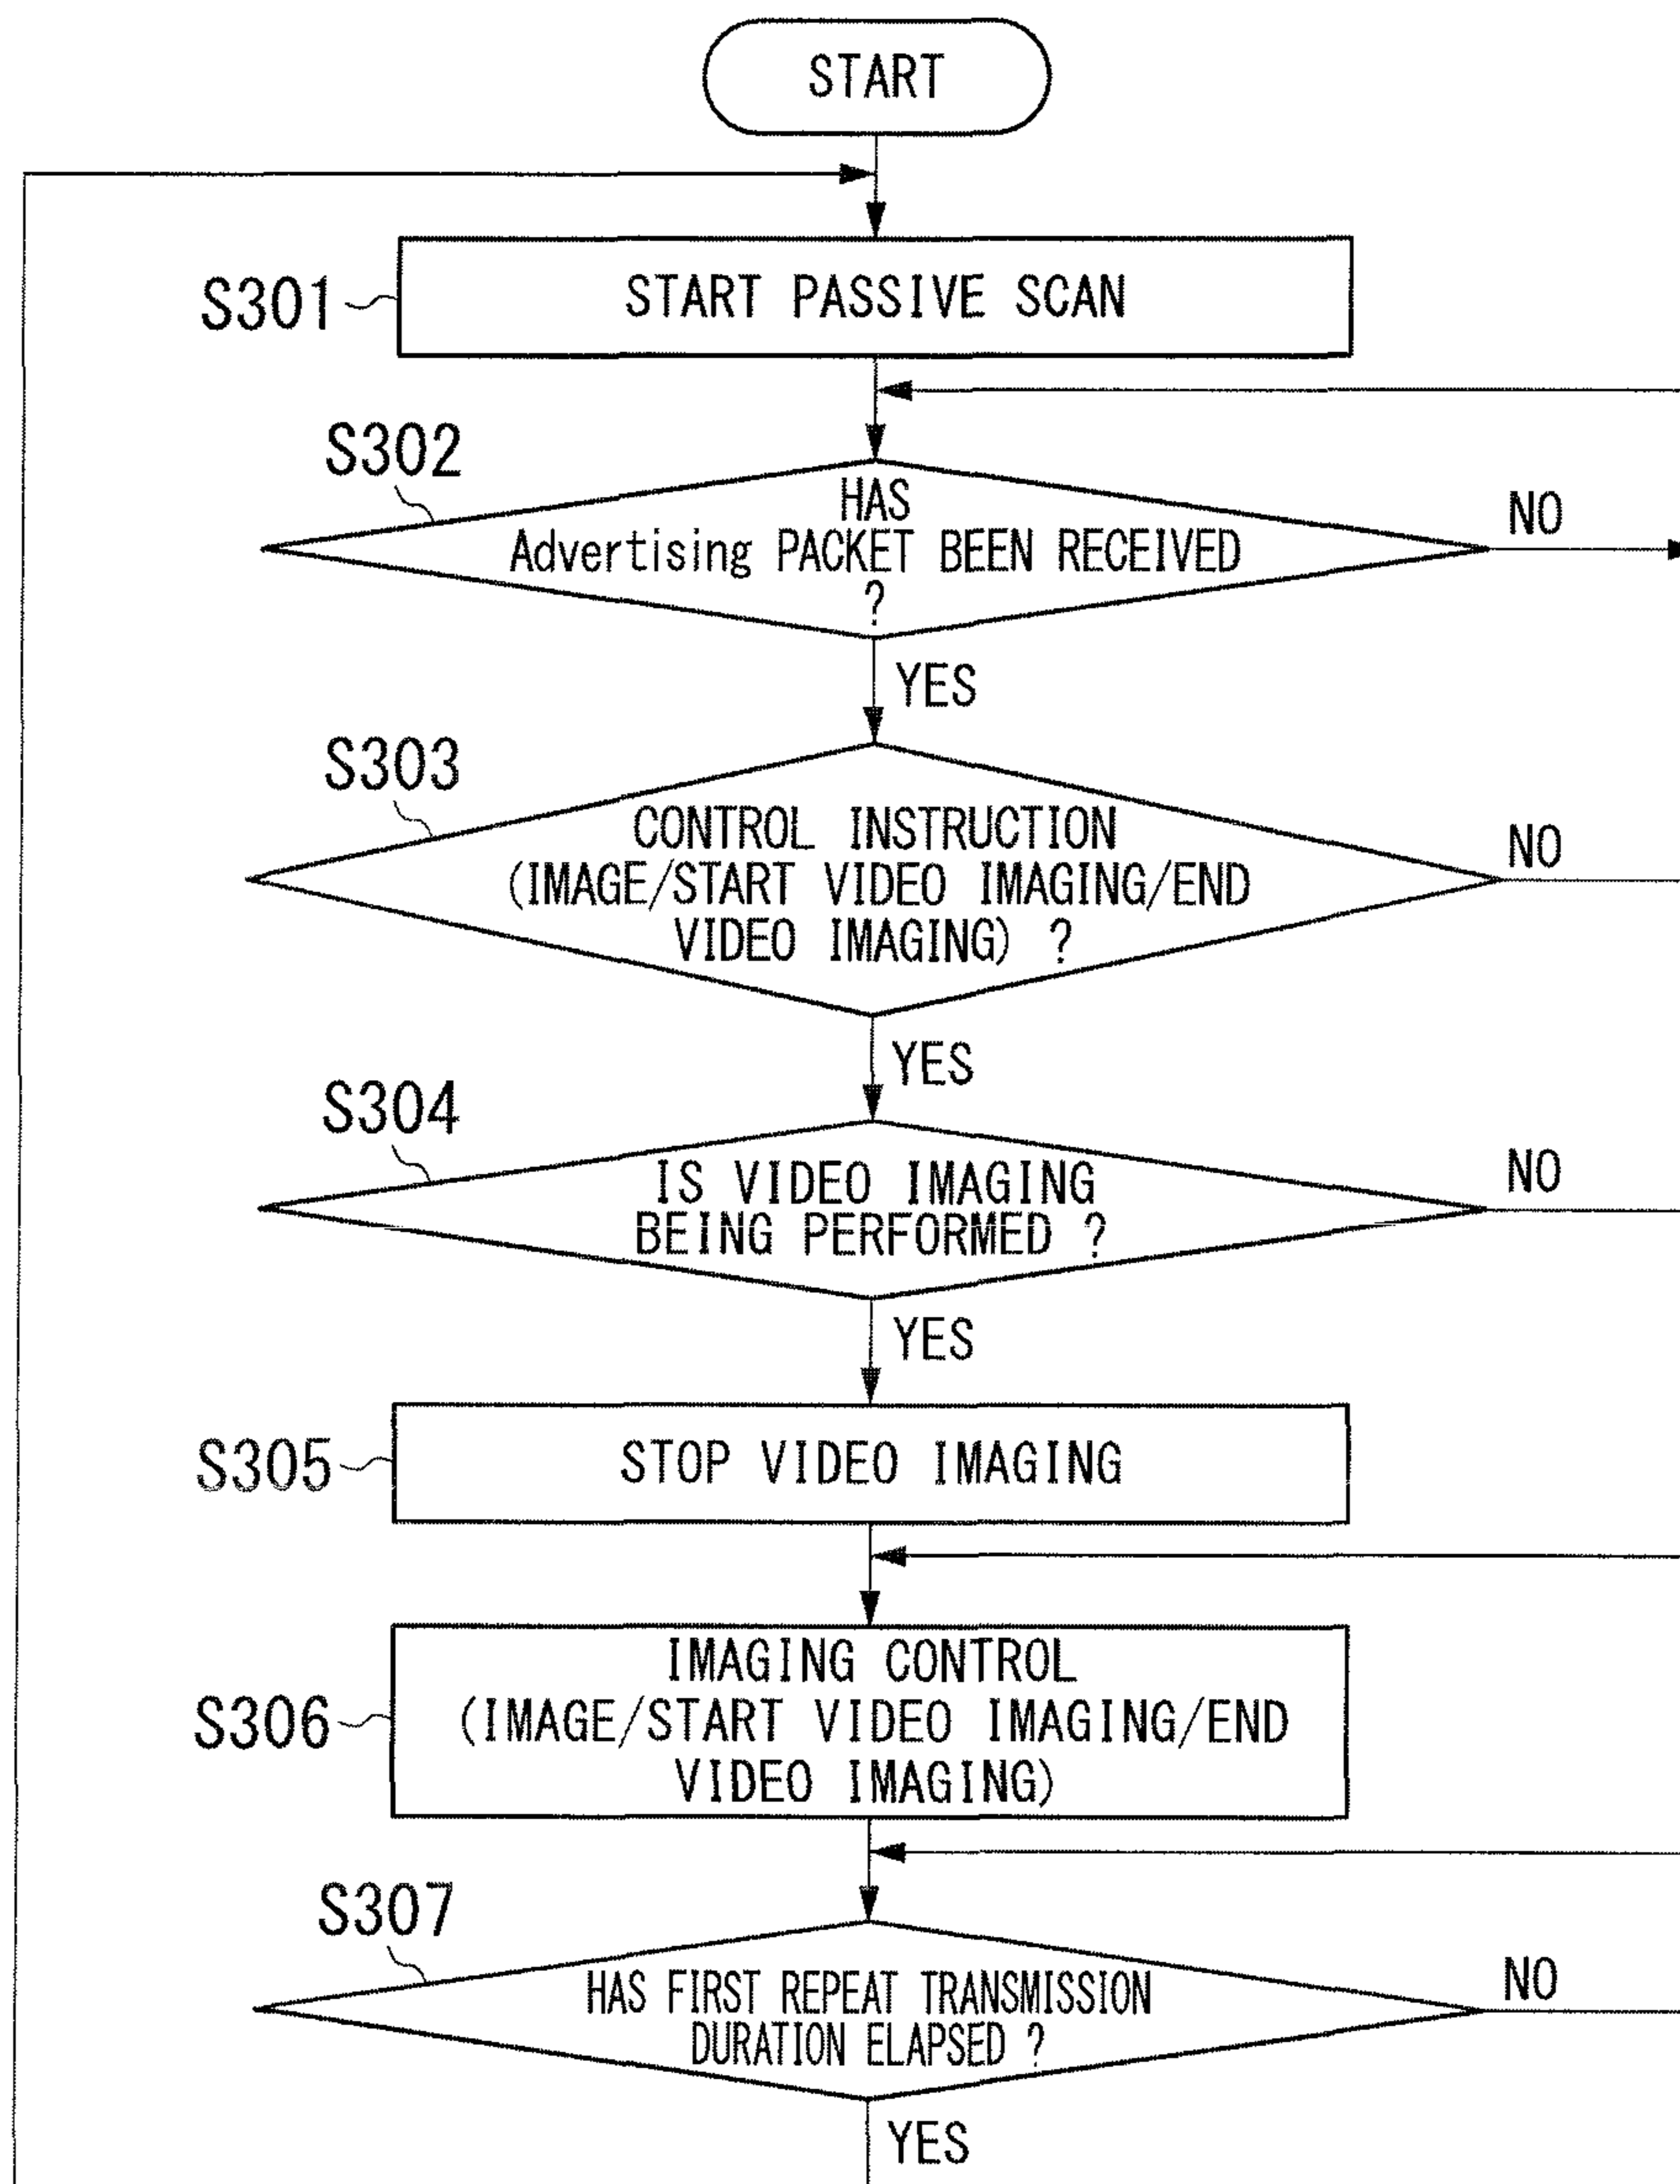 START
S301
START PASSIVE SCAN
S302
HAS
Advertising PACKET BEEN RECEIVED
?
NO
YES
S303
CONTROL INSTRUCTION
(IMAGE/START VIDEO IMAGING/END
VIDEO IMAGING) ?
NO
YES
S304
IS VIDEO IMAGING
BEING PERFORMED ?
NO
YES
S305
STOP VIDEO IMAGING
S306
IMAGING CONTROL
(IMAGE/START VIDEO IMAGING/END
VIDEO IMAGING)
S307
HAS FIRST REPEAT TRANSMISSION
DURATION ELAPSED ?
NO
YES